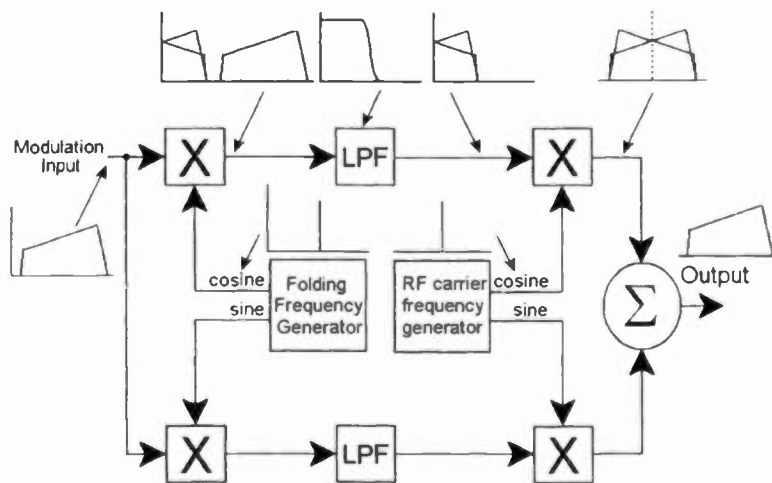 Modulation
Input
X
LPF
X
cosine
sine
Folding
Frequency
Generator
RF carrier
frequency
generator
cosine
sine
Σ
Output
X
LPF
X